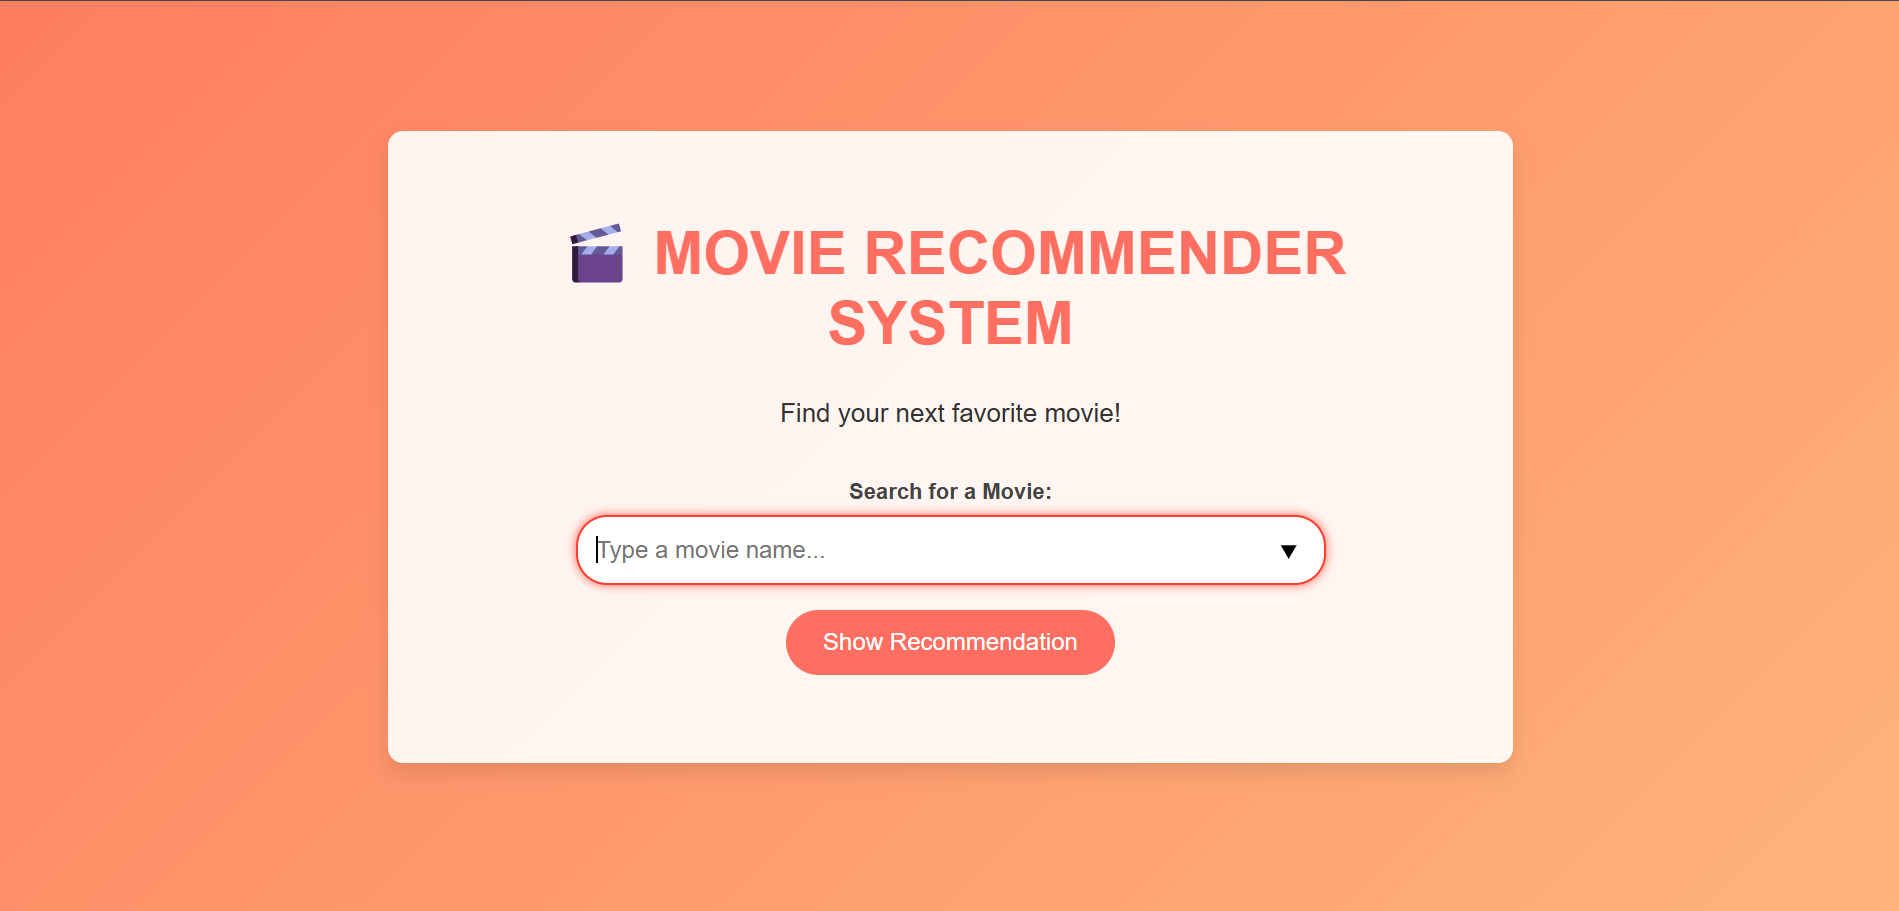 MOVIE RECOMMENDER
SYSTEM
Find your next favorite movie!
Search for a Movie:
Type a movie name...
Show Recommendation